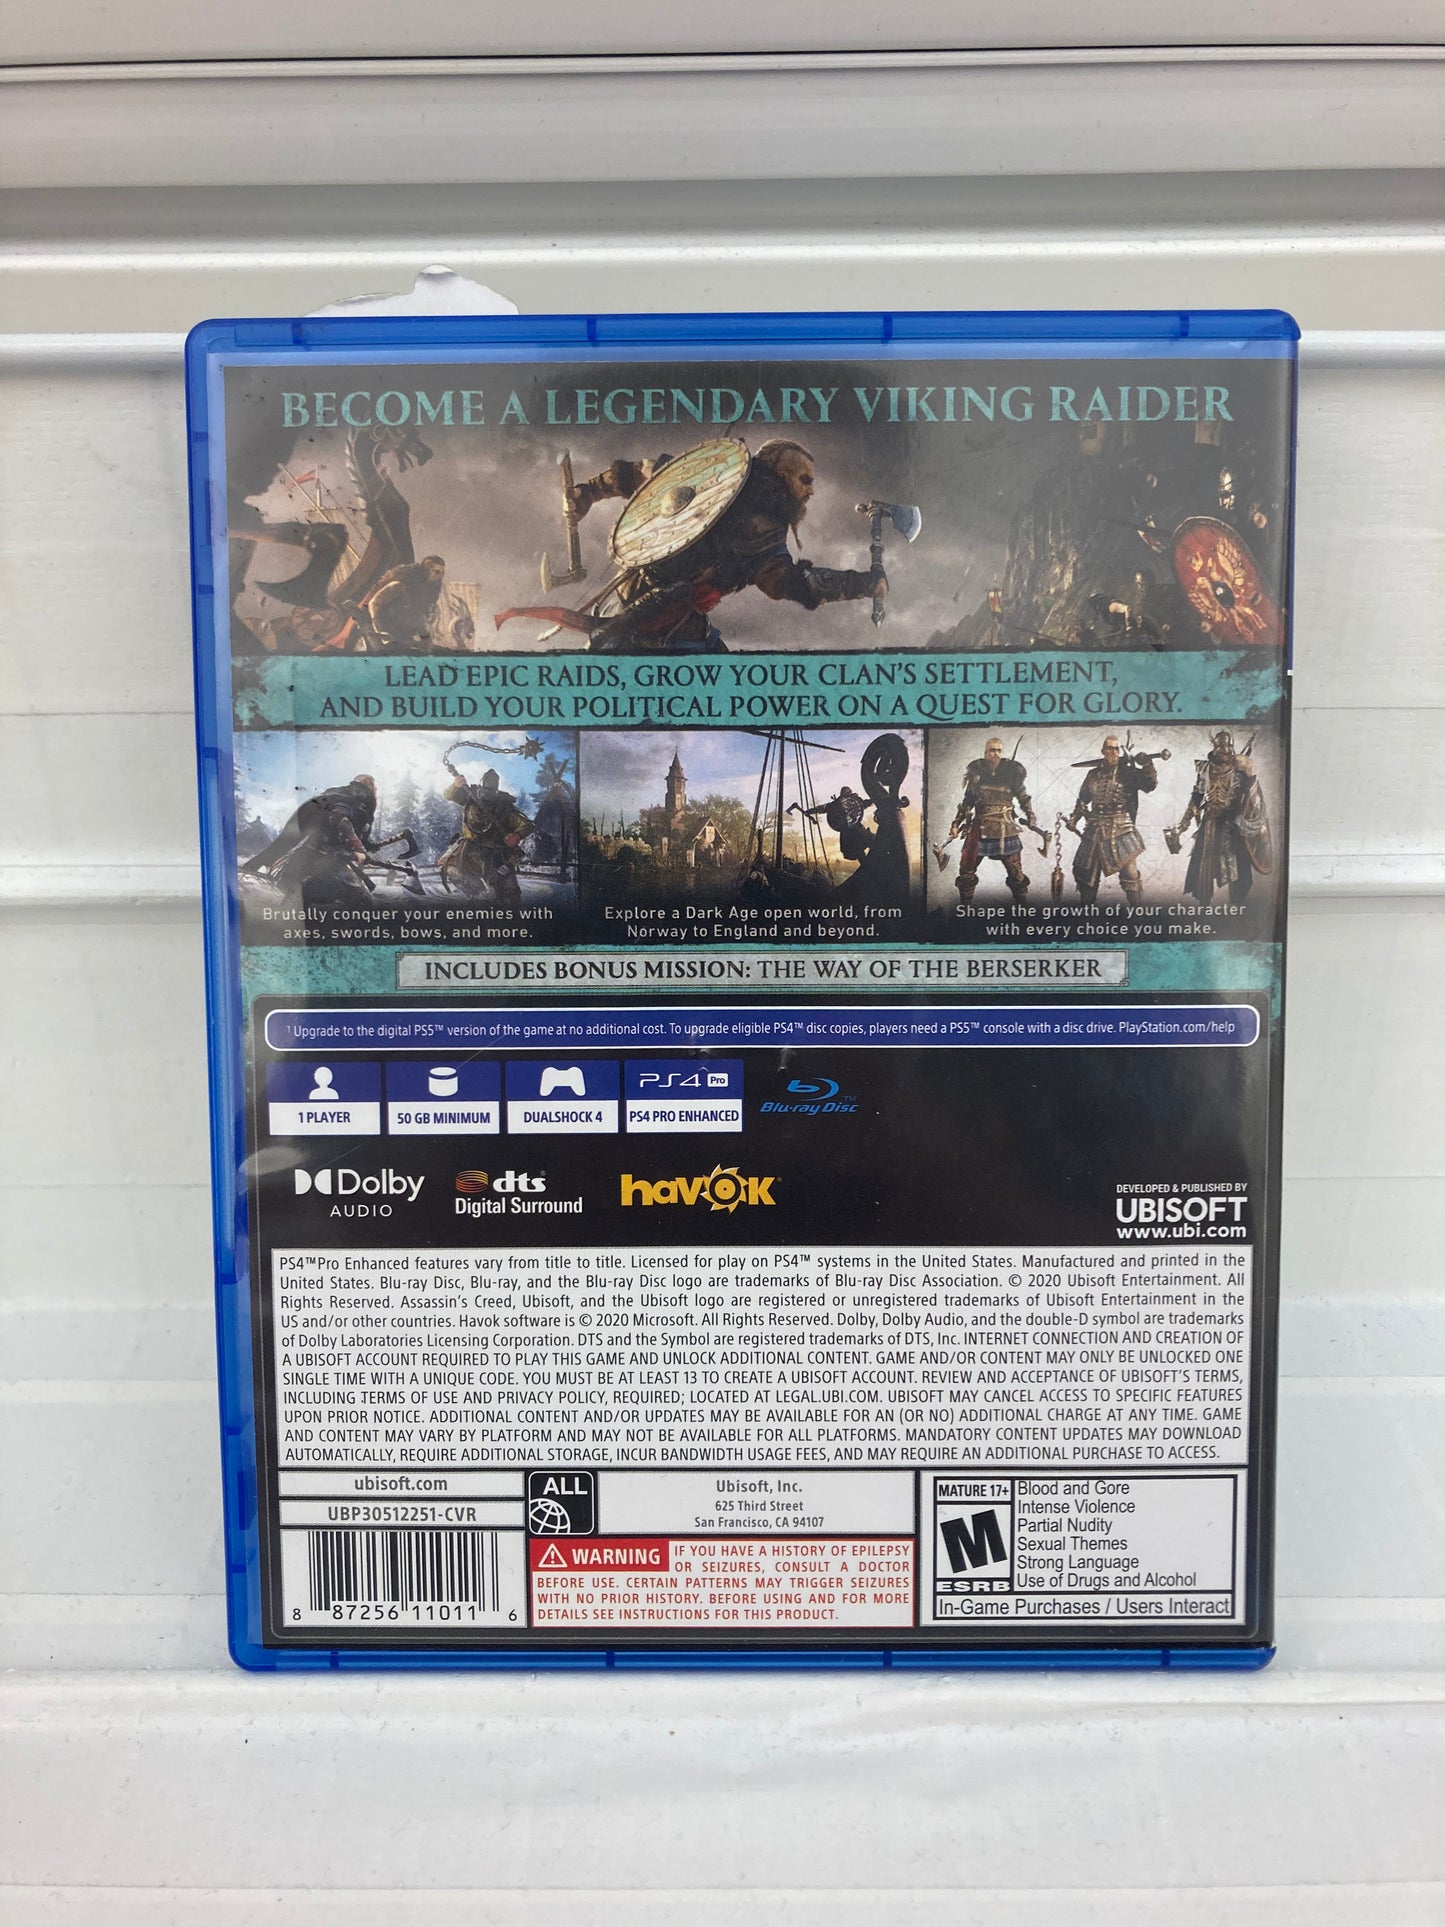 BECOME A LEGENDARY VIKING RAIDER
LEAD EPIC RAIDS, GROW YOUR CLAN'S SETTLEMENT,
AND BUILD YOUR POLITICAL POWER ON A QUEST FOR GLORY.
Brutally conquer your enemies with
axes, swords, bows, and more.
Explore a Dark Age open world, from
Norway to England and beyond.
Shape the growth of your character
with every choice you make.
INCLUDES BONUS MISSION: THE WAY OF THE BERSERKER
¹ Upgrade to the digital PS5™ version of the game at no additional cost. To upgrade eligible PS4™ disc copies, players need a PS5™ console with a disc drive. PlayStation.com/help
1 PLAYER
50 GB MINIMUM
DUALSHOCK 4
PS4 Pro
PS4 PRO ENHANCED
Blu-ray Disc™
Dolby
AUDIO
dts
Digital Surround
havok
DEVELOPED & PUBLISHED BY
UBISOFT
www.ubi.com
PS4™Pro Enhanced features vary from title to title. Licensed for play on PS4™ systems in the United States. Manufactured and printed in the
United States. Blu-ray Disc, Blu-ray, and the Blu-ray Disc logo are trademarks of Blu-ray Disc Association. © 2020 Ubisoft Entertainment. All
Rights Reserved. Assassin's Creed, Ubisoft, and the Ubisoft logo are registered or unregistered trademarks of Ubisoft Entertainment in the
US and/or other countries. Havok software is © 2020 Microsoft. All Rights Reserved. Dolby, Dolby Audio, and the double-D symbol are trademarks
of Dolby Laboratories Licensing Corporation. DTS and the Symbol are registered trademarks of DTS, Inc. INTERNET CONNECTION AND CREATION OF
A UBISOFT ACCOUNT REQUIRED TO PLAY THIS GAME AND UNLOCK ADDITIONAL CONTENT. GAME AND/OR CONTENT MAY ONLY BE UNLOCKED ONE
SINGLE TIME WITH A UNIQUE CODE. YOU MUST BE AT LEAST 13 TO CREATE A UBISOFT ACCOUNT. REVIEW AND ACCEPTANCE OF UBISOFT'S TERMS,
INCLUDING TERMS OF USE AND PRIVACY POLICY, REQUIRED; LOCATED AT LEGAL.UBI.COM. UBISOFT MAY CANCEL ACCESS TO SPECIFIC FEATURES
UPON PRIOR NOTICE. ADDITIONAL CONTENT AND/OR UPDATES MAY BE AVAILABLE FOR AN (OR NO) ADDITIONAL CHARGE AT ANY TIME. GAME
AND CONTENT MAY VARY BY PLATFORM AND MAY NOT BE AVAILABLE FOR ALL PLATFORMS. MANDATORY CONTENT UPDATES MAY DOWNLOAD
AUTOMATICALLY, REQUIRE ADDITIONAL STORAGE, INCUR BANDWIDTH USAGE FEES, AND MAY REQUIRE AN ADDITIONAL PURCHASE TO ACCESS.
ubisoft.com
UBP30512251-CVR
8 87256 11011 6
ALL
Ubisoft, Inc.
625 Third Street
San Francisco, CA 94107
WARNING IF YOU HAVE A HISTORY OF EPILEPSY
OR SEIZURES, CONSULT A DOCTOR
BEFORE USE. CERTAIN PATTERNS MAY TRIGGER SEIZURES
WITH NO PRIOR HISTORY. BEFORE USING AND FOR MORE
DETAILS SEE INSTRUCTIONS FOR THIS PRODUCT.
MATURE 17+
M
ESRB
Blood and Gore
Intense Violence
Partial Nudity
Sexual Themes
Strong Language
Use of Drugs and Alcohol
In-Game Purchases / Users Interact